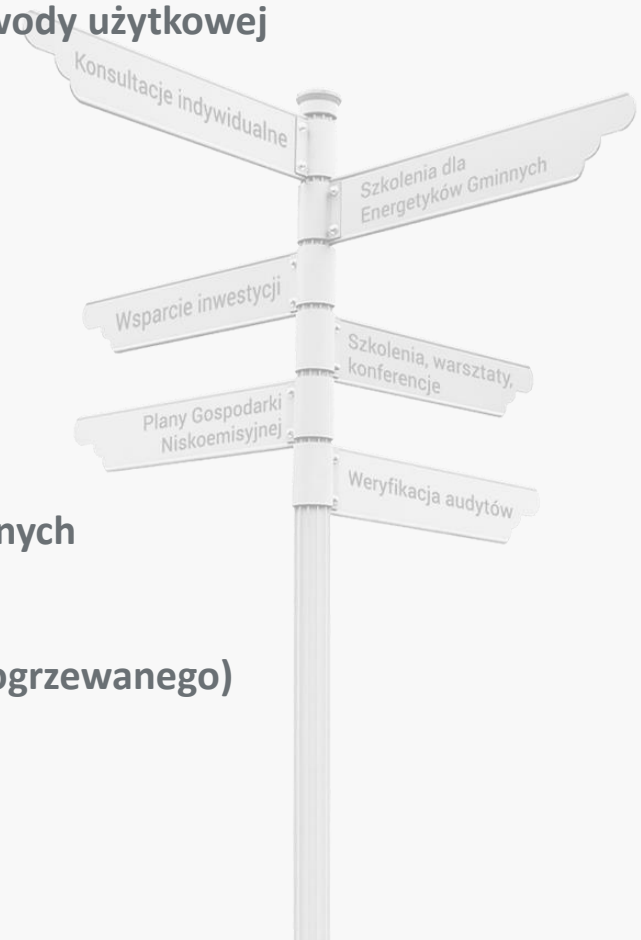 wody użytkowej
Konsultacje indywidualne
Szkolenia dla
Energetyków Gminnych
Wsparcie inwestycji
Szkolenia, warsztaty,
konferencje
Plany Gospodarki
Niskoemisyjnej
Weryfikacja audytów
nych
ogrzewanego)